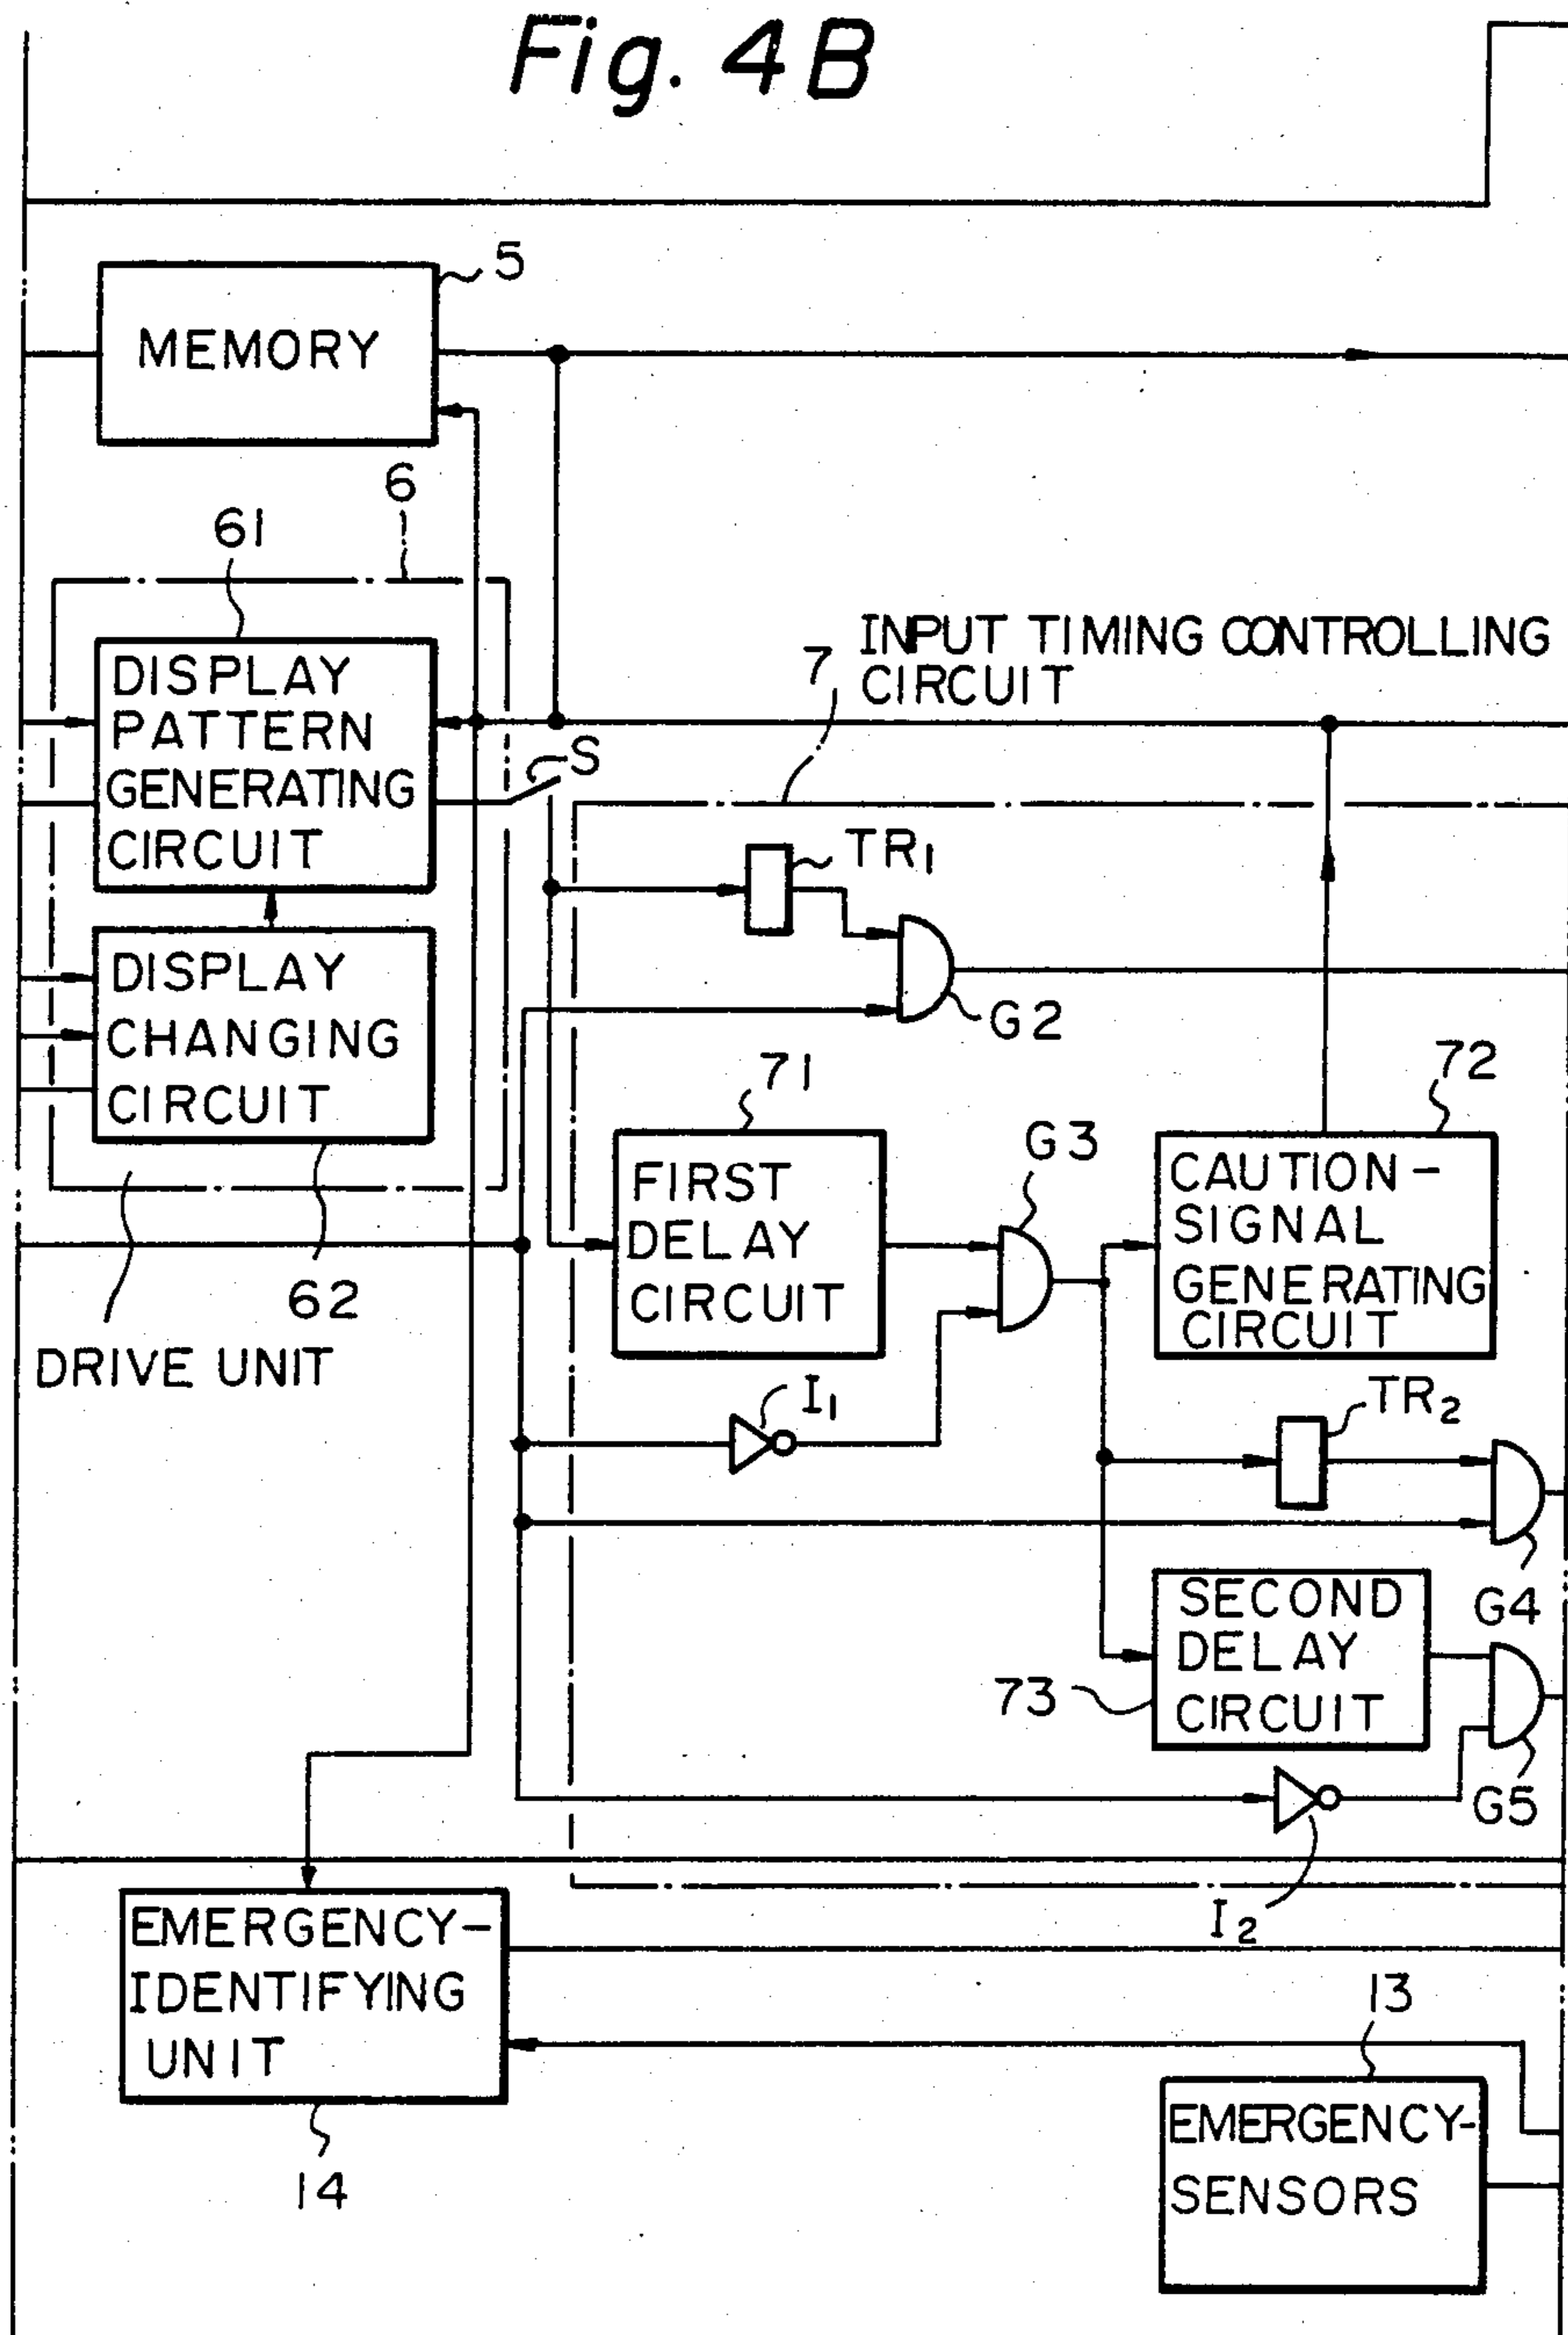 Fig. 4B
5
MEMORY
6
61
DISPLAY
PATTERN
GENERATING
CIRCUIT
S
7
INPUT TIMING CONTROLLING
CIRCUIT
TR1
G2
DISPLAY
CHANGING
CIRCUIT
62
DRIVE UNIT
71
FIRST
DELAY
CIRCUIT
G3
72
CAUTION-
SIGNAL
GENERATING
CIRCUIT
I1
TR2
G4
SECOND
DELAY
CIRCUIT
73
G5
I2
EMERGENCY-
IDENTIFYING
UNIT
14
13
EMERGENCY-
SENSORS